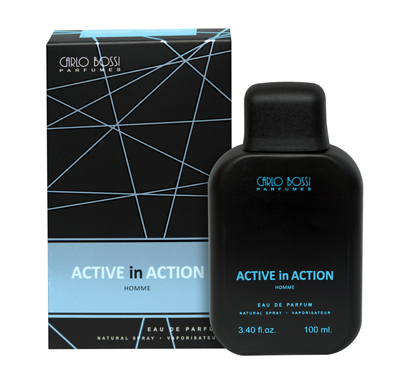 CARLO BOSSI
PARFUMES
ACTIVE in ACTION
HOMME
EAU DE PARFU
NATURAL SPRAY • VAPORISATEUR
CARLO BOSSI
PARFUMES
ACTIVE in ACTION
HOMME
EAU DE PARFUM
NATURAL SPRAY • VAPORISATEUR
3.40 fl.oz. 100 ml.